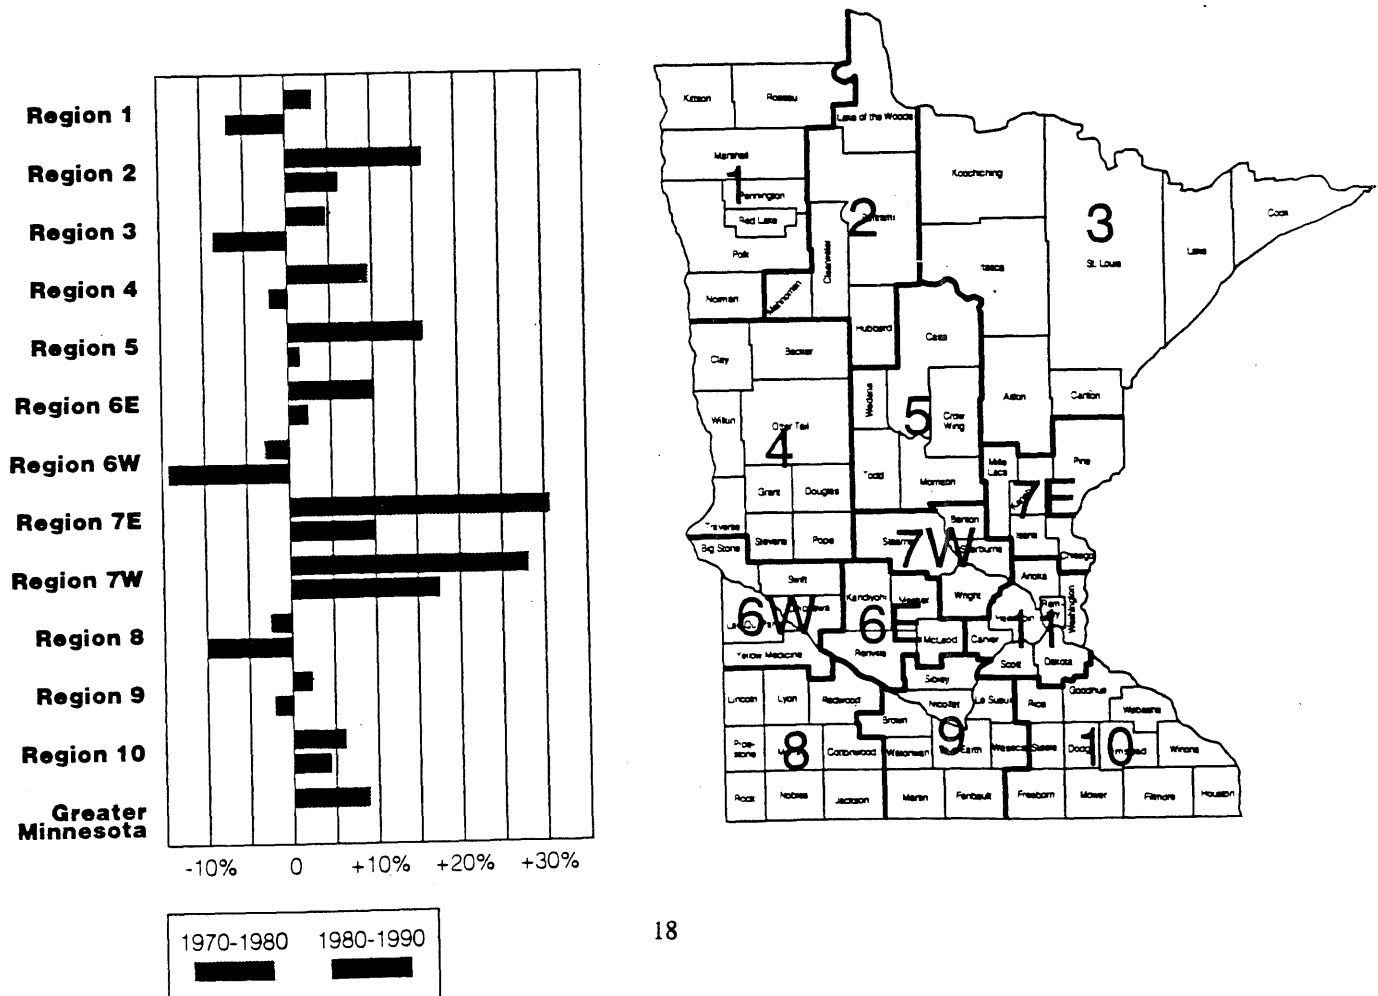 Region 1
Region 2
Region 3
Region 4
Region 5
Region 6E
Region 6W
Region 7E
Region 7W
Region 8
Region 9
Region 10
Greater
Minnesota
-10% 0 +10% +20% +30%
1970-1980 1980-1990
Kittson Roseau
Lake of the Woods
Marshall
1
Pennington
Red Lake
Polk
Norman
Mahnomen
2
Clearwater
Hubbard
Koochiching
3
St. Louis
Lake
Cook
Itasca
Clay Becker
Cass
Wadena
5
Crow
Wing
Aitkin
Carlton
Otter Tail
4
Grant Douglas
Todd
Morrison
Mille
Lacs
Pine
7E
Traverse
Stevens Pope
Big Stone
Benton
Stearns
7W
Sherburne
Chisago
Swift
6W
Kandiyohi
Meeker
6E
Wright
Anoka
Ram-
sey
Washington
11
McLeod
Carver
Renville
Yellow Medicine
Scott
Dakota
Sibley
Lincoln Lyon Redwood
Nicollet
Le Sueur
Rice
Goodhue
Wabasha
Brown
8
Cottonwood
Watonwan
9
Waseca
Steele
10
Winona
Rock Nobles Jackson Martin Faribault Freeborn Mower Fillmore Houston
18